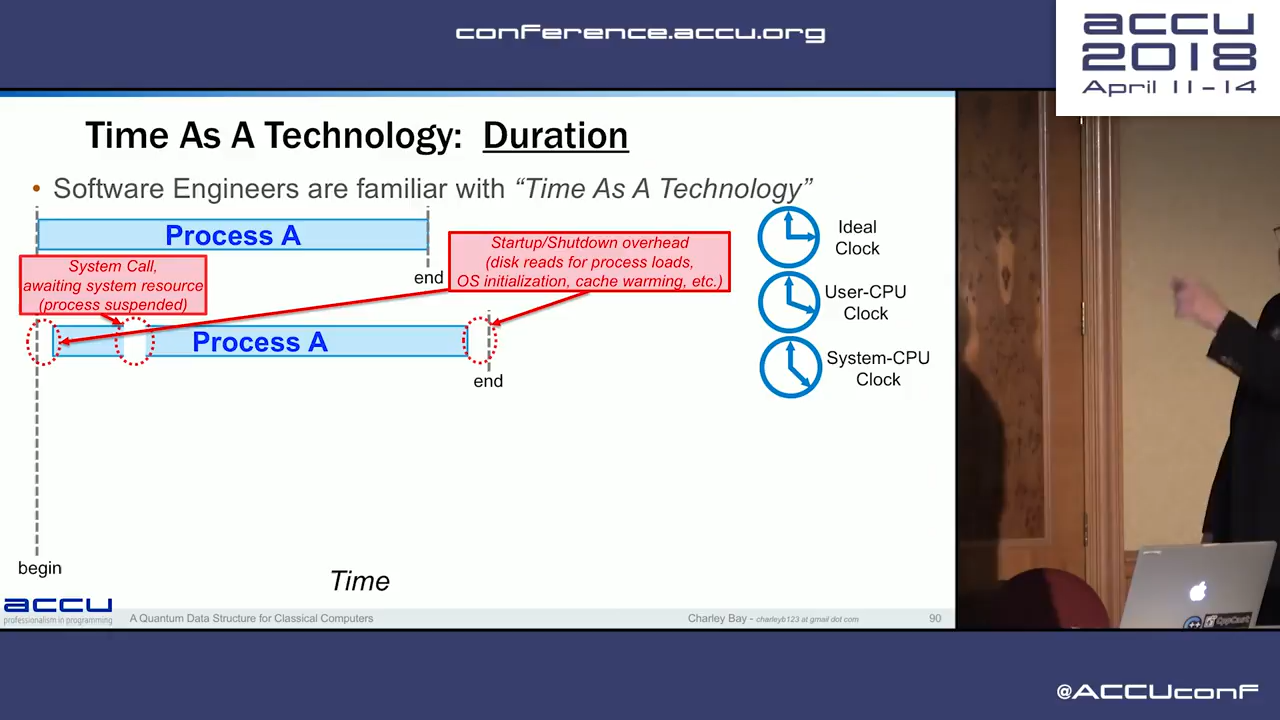 conference.accu.org
accu
2018
April 11-14
Time As A Technology: Duration
• Software Engineers are familiar with “Time As A Technology”
Process A
end
System Call,
awaiting system resource
(process suspended)
Startup/Shutdown overhead
(disk reads for process loads,
OS initialization, cache warming, etc.)
Process A
end
Ideal
Clock
User-CPU
Clock
System-CPU
Clock
begin
Time
accu
professionalism in programming
A Quantum Data Structure for Classical Computers
Charley Bay - charleyb123 at gmail dot com
90
CppCast
@ACCUconf